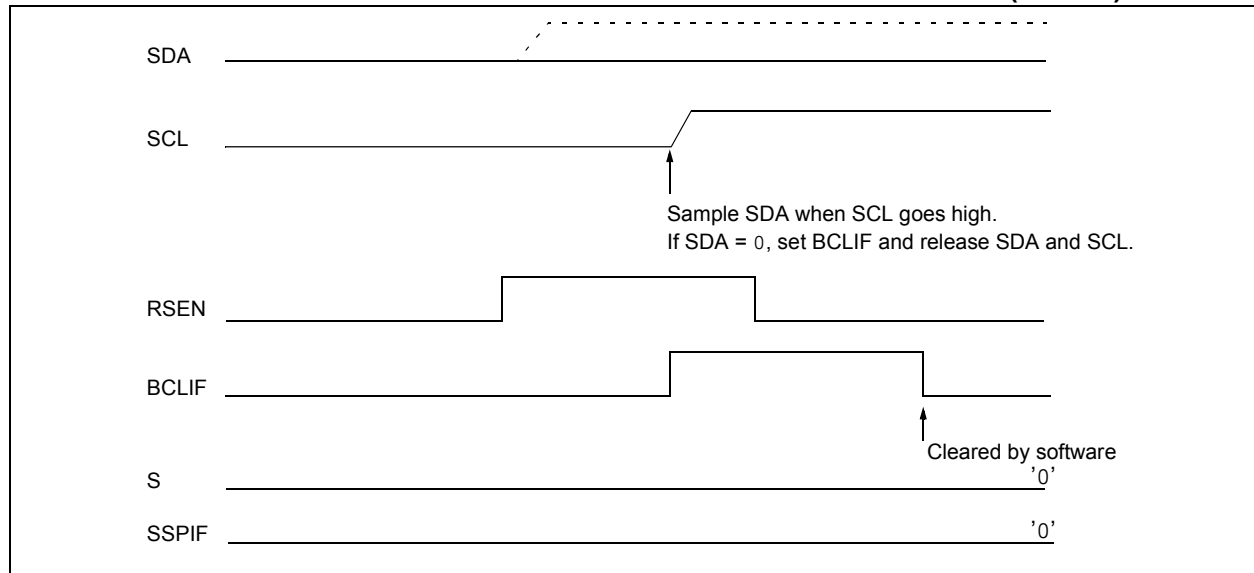 SDA
SCL
Sample SDA when SCL goes high.
If SDA = 0, set BCLIF and release SDA and SCL.
RSEN
BCLIF
Cleared by software
S
'0'
SSPIF
'0'